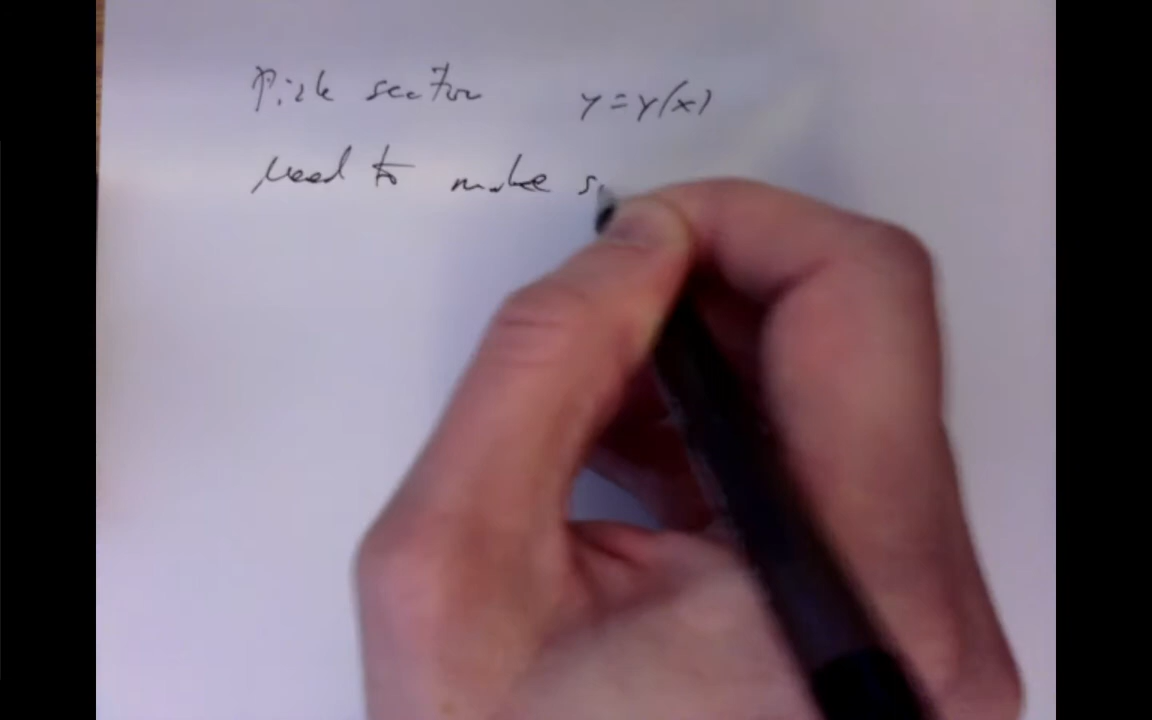 Pick sector y = y(x)
need to make s